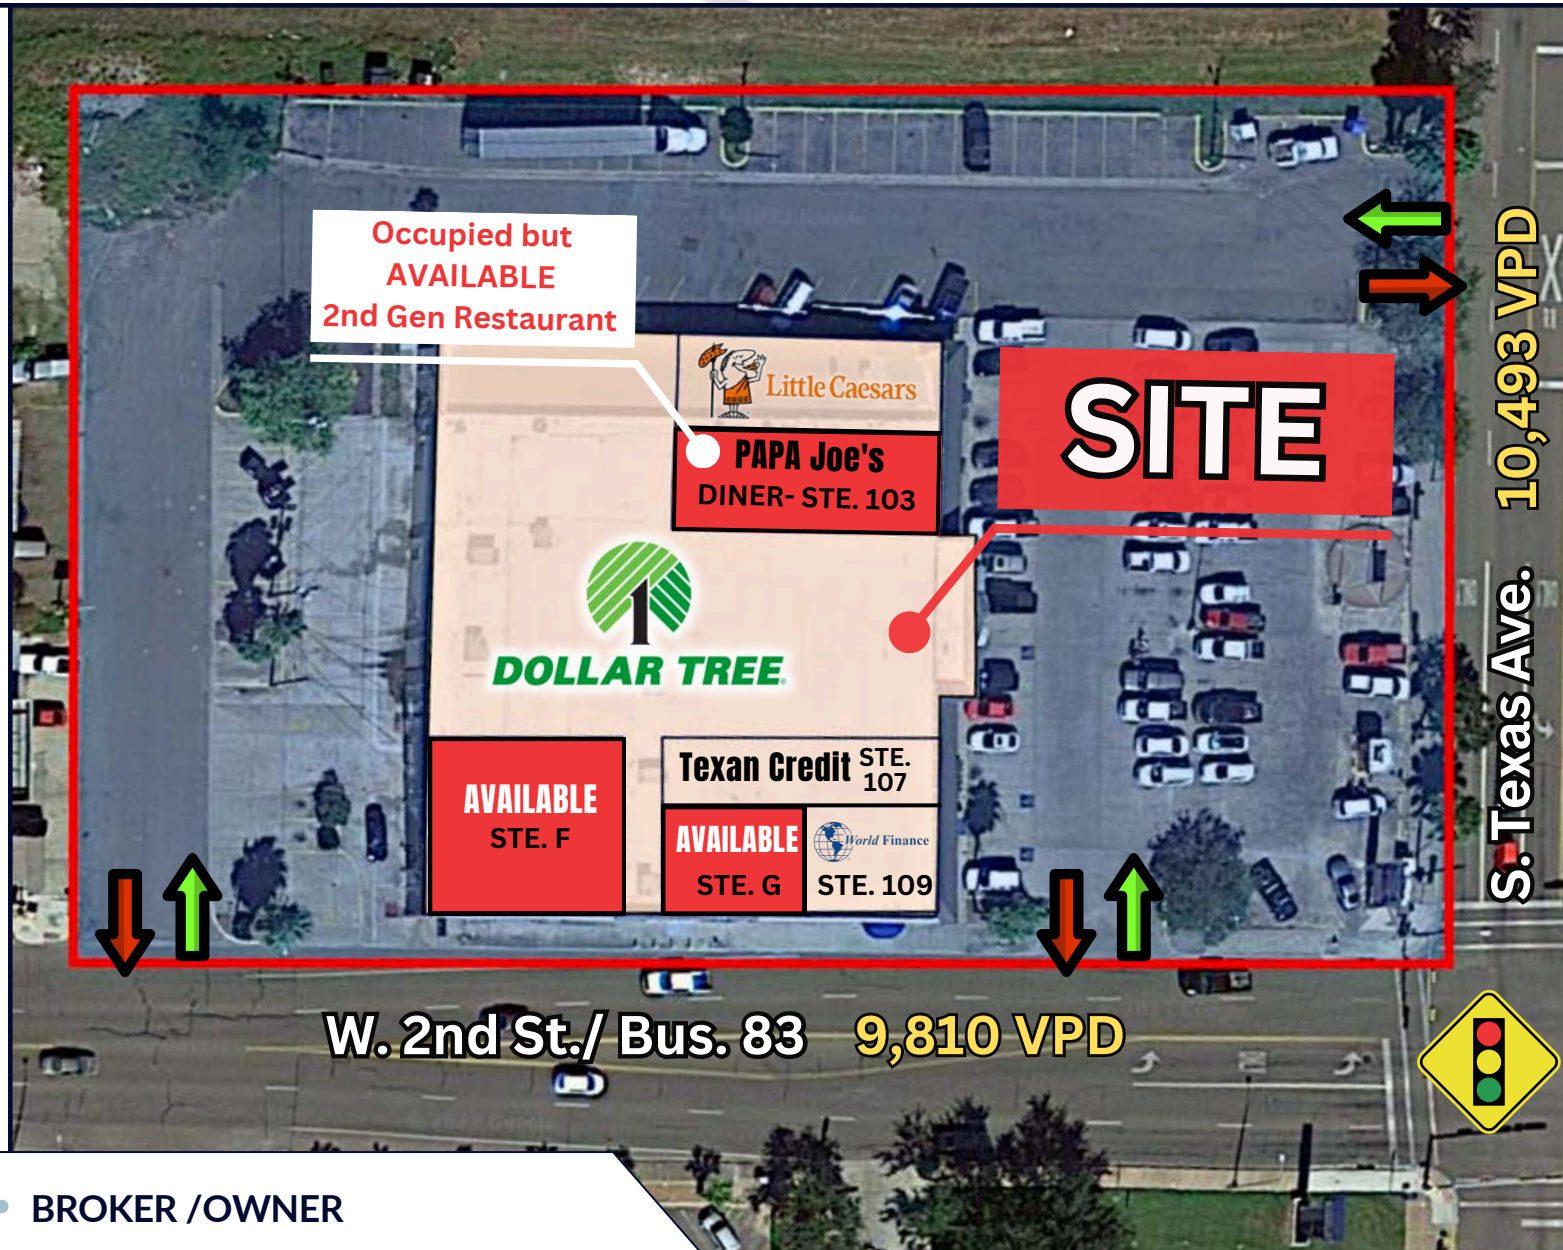 Occupied but
AVAILABLE
2nd Gen Restaurant
Little Caesars
PAPA Joe's
DINER- STE. 103
SITE
10,493 VPD
S. Texas Ave.
DOLLAR TREE
Texan Credit STE.
107
AVAILABLE
STE. F
AVAILABLE
STE. G
World Finance
STE. 109
W. 2nd St./ Bus. 83 9,810 VPD
BROKER /OWNER